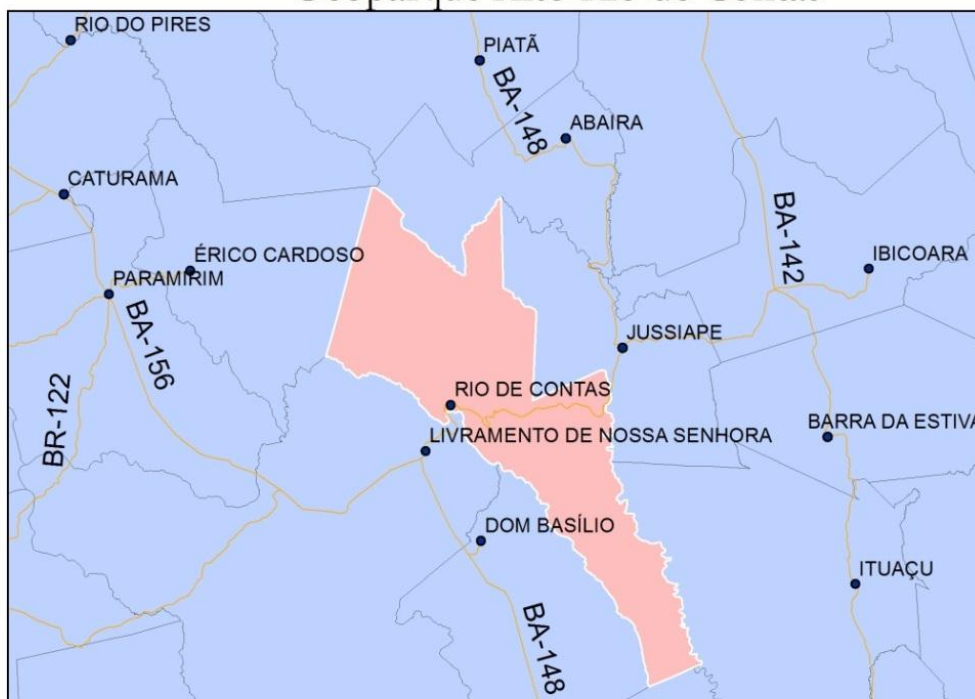 RIO DO PIRES
PIATÃ
BA-148
ABAIRA
CATURAMA
BA-142
ÉRICO CARDOSO
IBICOARA
PARAMIRIM
BA-156
JUSSIAPE
BR-122
RIO DE CONTAS
LIVRAMENTO DE NOSSA SENHORA
BARRA DA ESTIVA
DOM BASÍLIO
ITUAÇU
BA-148